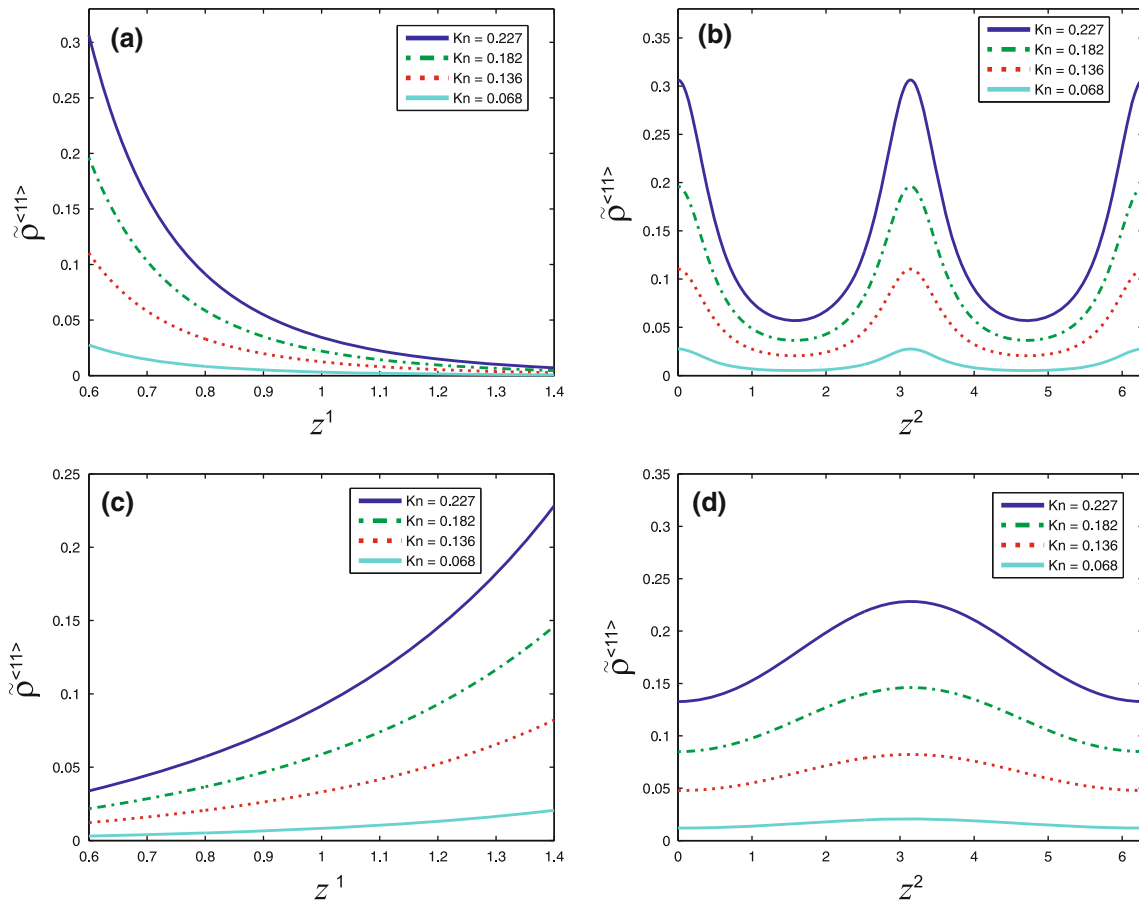 (a)
Kn = 0.227
Kn = 0.182
Kn = 0.136
Kn = 0.068
0.3
0.25
0.2
0.15
0.1
0.05
0
ρ̃<11>
0.6 0.7 0.8 0.9 1 1.1 1.2 1.3 1.4
z1
(b)
Kn = 0.227
Kn = 0.182
Kn = 0.136
Kn = 0.068
0.35
0.3
0.25
0.2
0.15
0.1
0.05
0
ρ̃<11>
0 1 2 3 4 5 6
z2
(c)
Kn = 0.227
Kn = 0.182
Kn = 0.136
Kn = 0.068
0.25
0.2
0.15
0.1
0.05
0
ρ̃<11>
0.6 0.7 0.8 0.9 1 1.1 1.2 1.3 1.4
z1
(d)
Kn = 0.227
Kn = 0.182
Kn = 0.136
Kn = 0.068
0.35
0.3
0.25
0.2
0.15
0.1
0.05
0
ρ̃<11>
0 1 2 3 4 5 6
z2